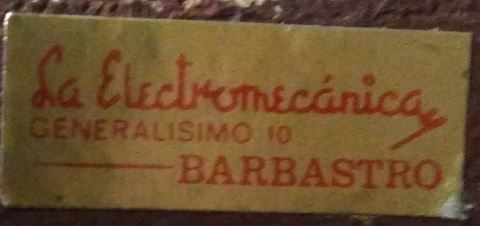 La Electromecánica
GENERALISIMO 10
BARBASTRO